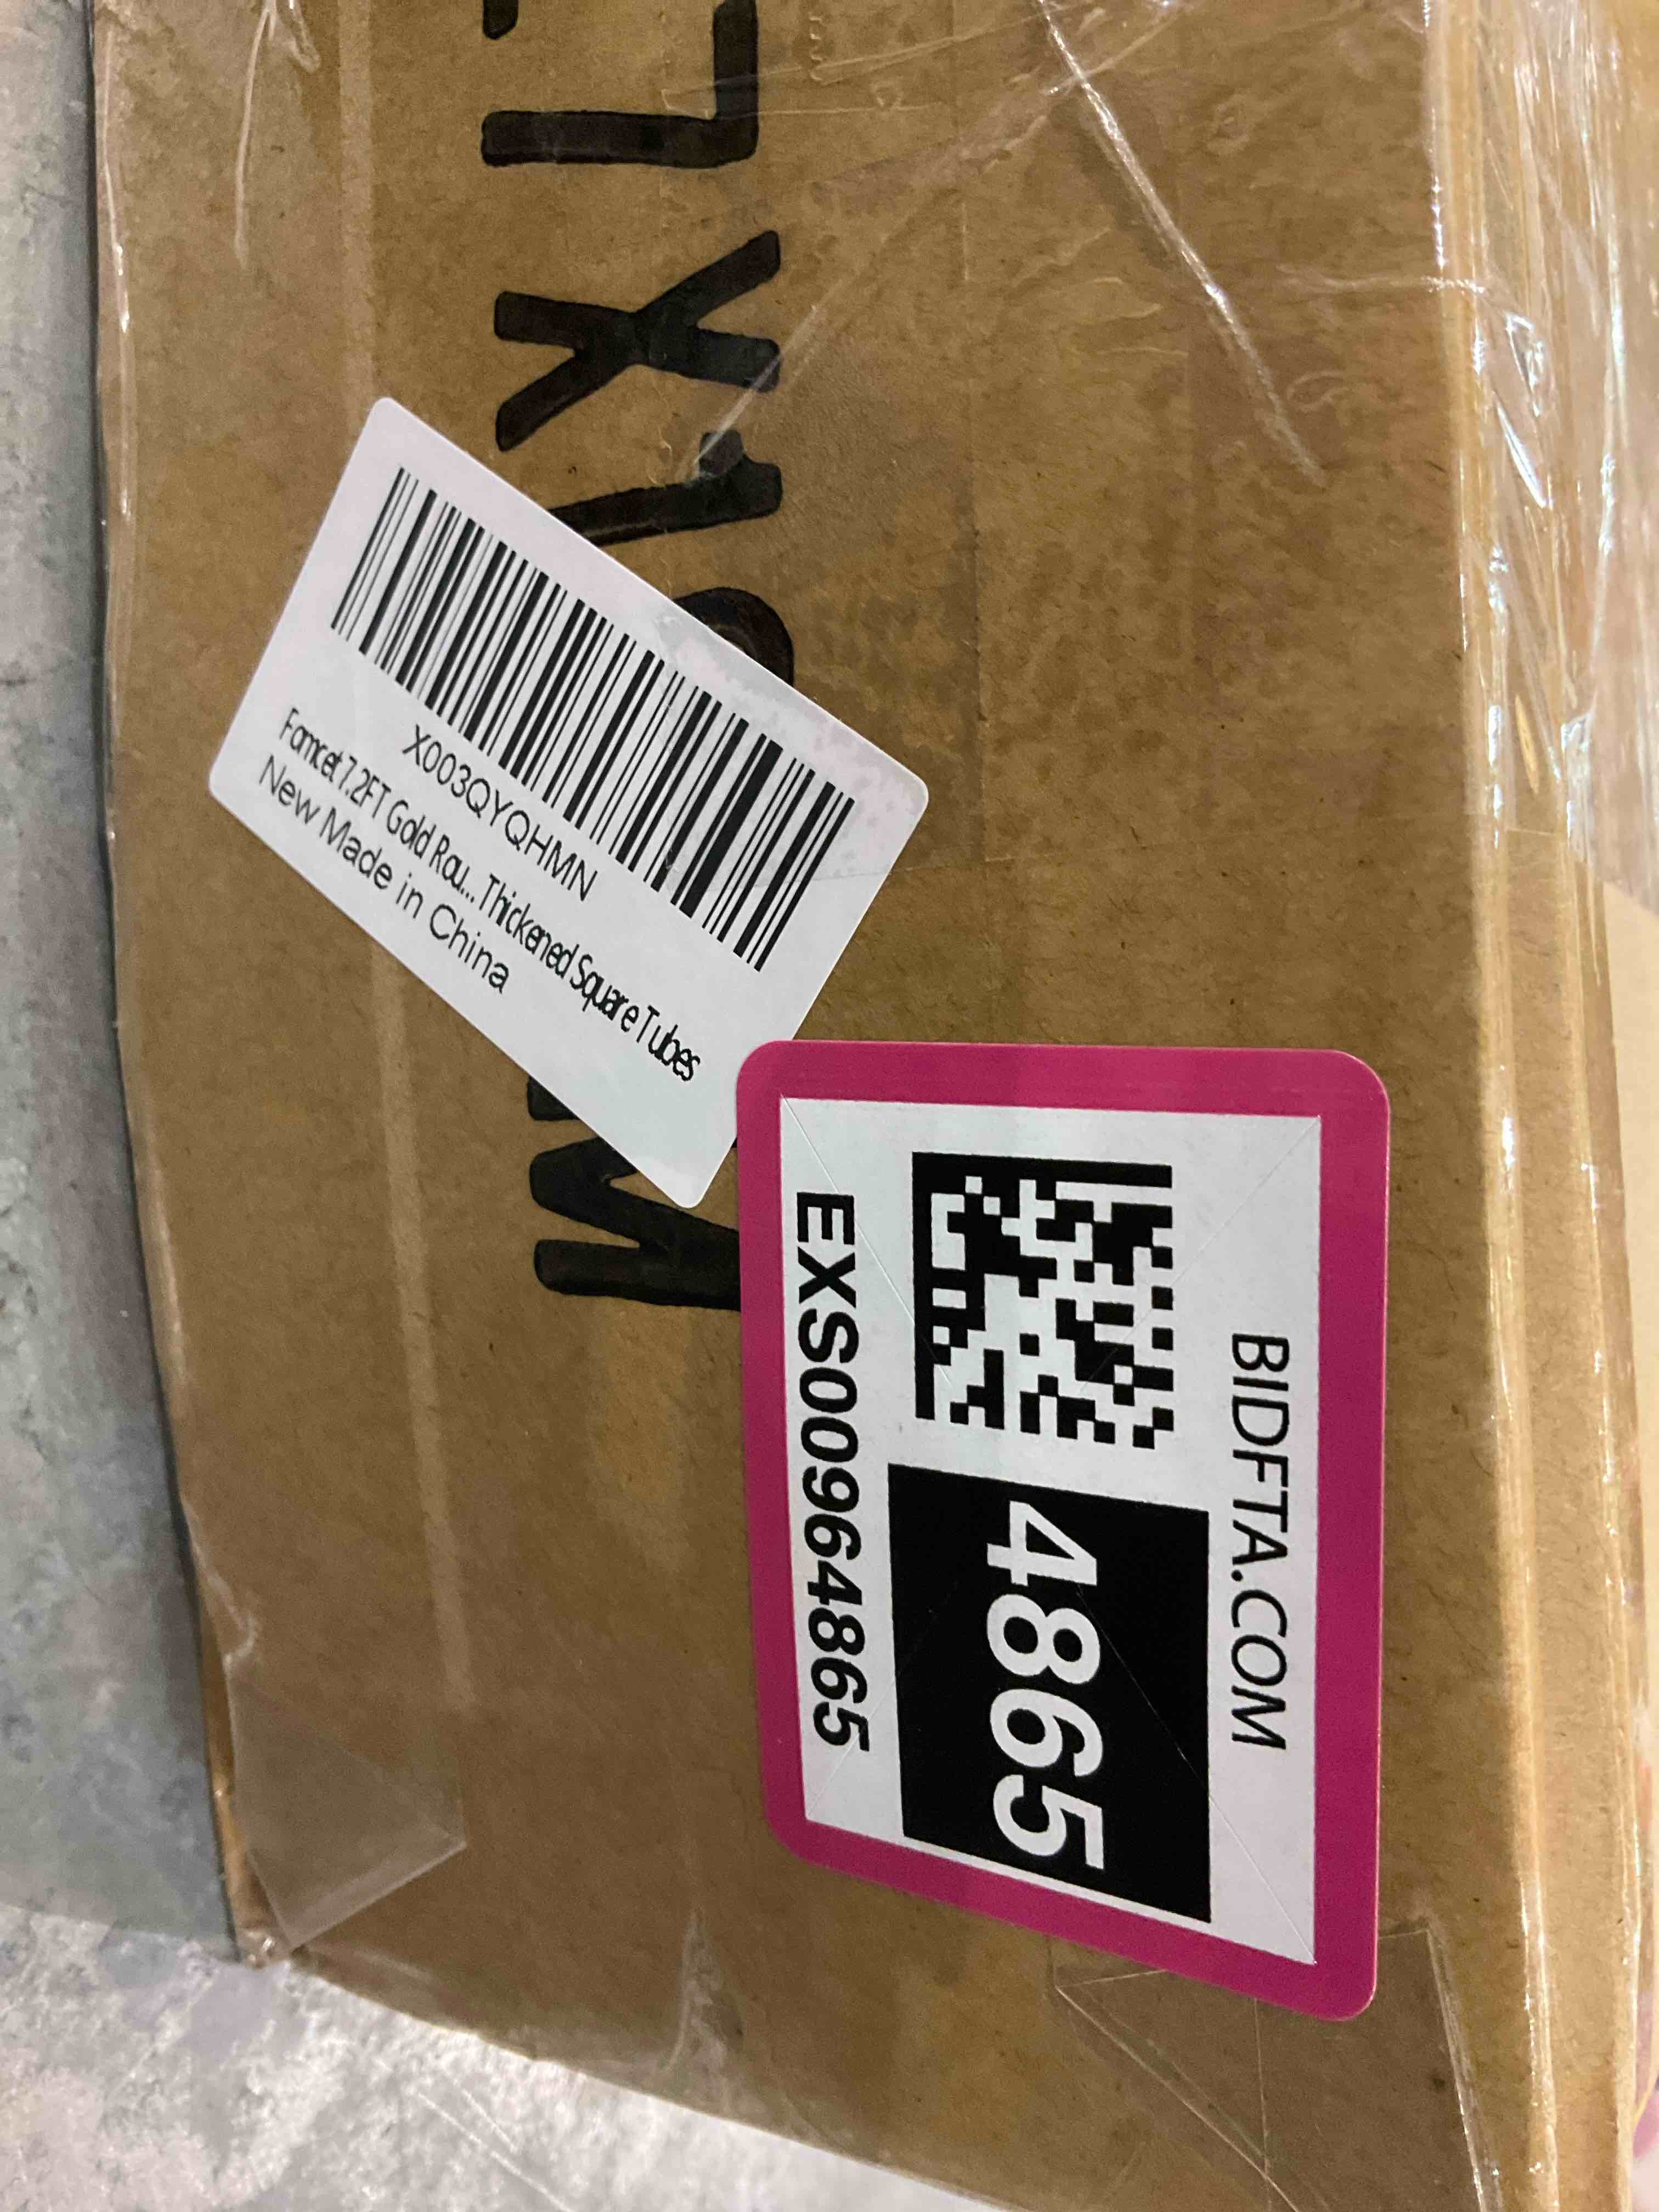 X003QYQHMN
Famcet 7.2FT Gold Rou... Thickened Square Tubes
New Made in China
BIDFTA.COM
4865
EXS00964865